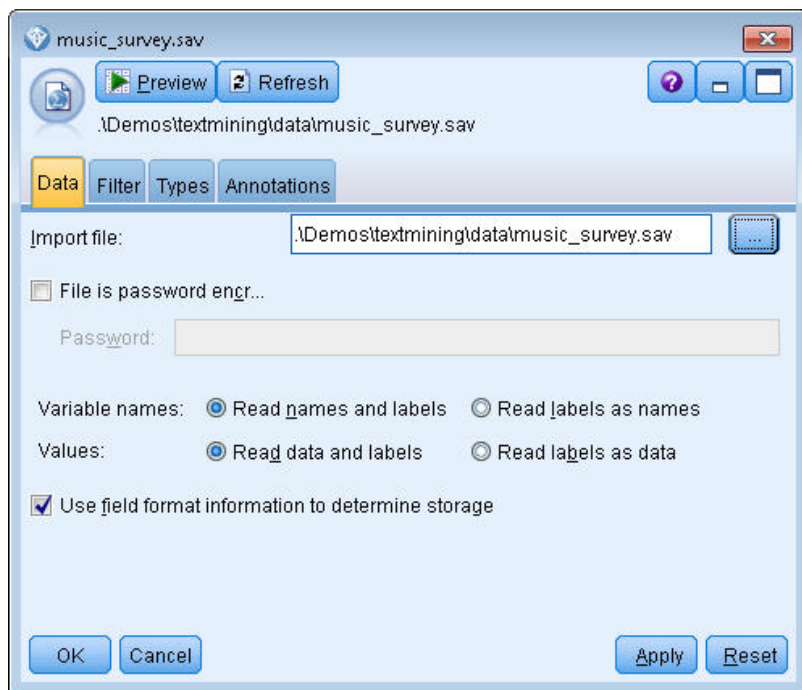 music_survey.sav
Preview Refresh
.\Demos\textmining\data\music_survey.sav
Data Filter Types Annotations
Import file: .\Demos\textmining\data\music_survey.sav ...
File is password encr...
Password:
Variable names: Read names and labels Read labels as names
Values: Read data and labels Read labels as data
Use field format information to determine storage
OK Cancel Apply Reset